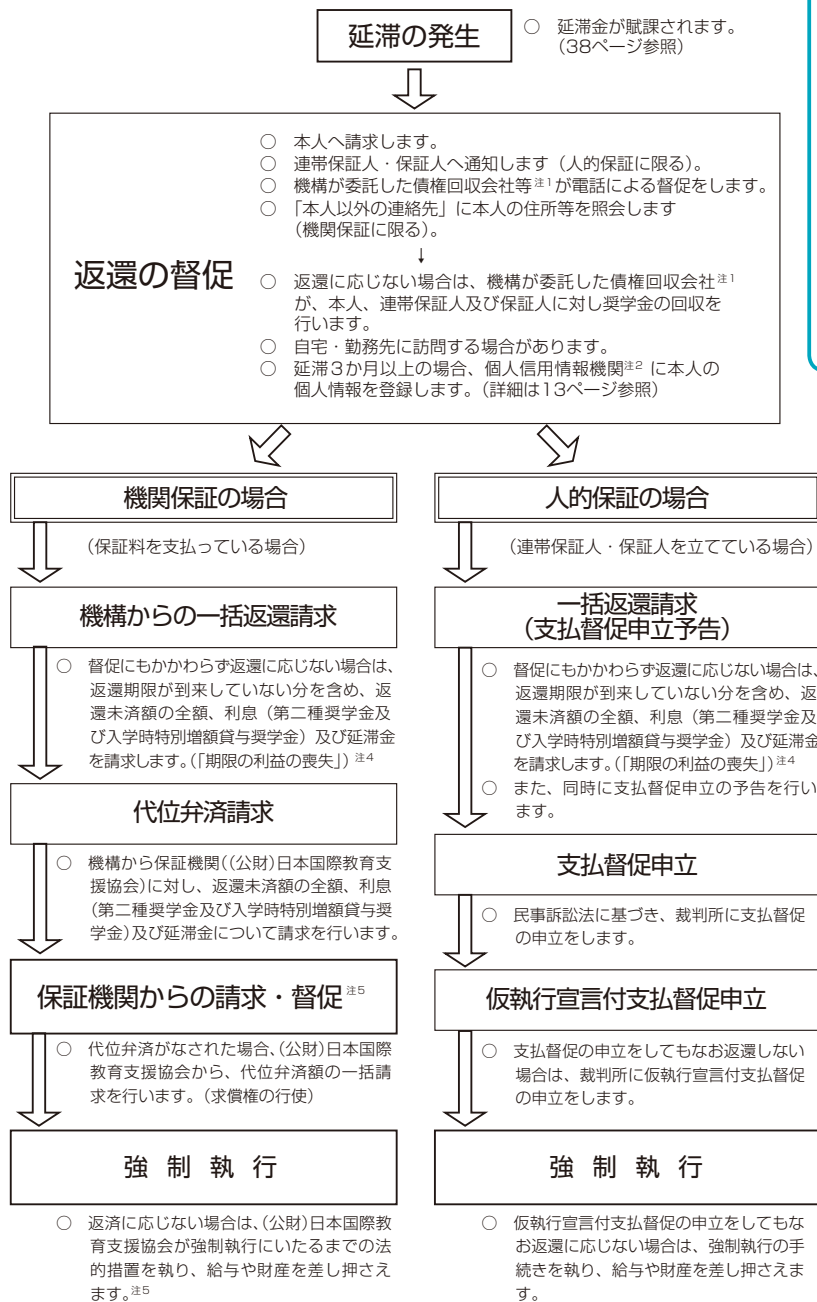 延滞の発生
○ 延滞金が賦課されます。
(38ページ参照)
返還の督促
○ 本人へ請求します。
○ 連帯保証人・保証人へ通知します(人的保証に限る)。
○ 機構が委託した債権回収会社等注1が電話による督促をします。
○ 「本人以外の連絡先」に本人の住所等を照会します
(機関保証に限る)。
↓
○ 返還に応じない場合は、機構が委託した債権回収会社注1
が、本人、連帯保証人及び保証人に対し奨学金の回収を
行います。
○ 自宅・勤務先に訪問する場合があります。
○ 延滞3か月以上の場合、個人信用情報機関注2 に本人の
個人情報を登録します。(詳細は13ページ参照)
機関保証の場合
(保証料を支払っている場合)
機構からの一括返還請求
○ 督促にもかかわらず返還に応じない場合は、
返還期限が到来していない分を含め、返
還未済額の全額、利息(第二種奨学金及
び入学時特別増額貸与奨学金)及び延滞金
を請求します。(「期限の利益の喪失」)注4
代位弁済請求
○ 機構から保証機関((公財)日本国際教育支
援協会)に対し、返還未済額の全額、利息
(第二種奨学金及び入学時特別増額貸与奨
学金)及び延滞金について請求を行います。
保証機関からの請求・督促注5
○ 代位弁済がなされた場合、(公財)日本国際
教育支援協会から、代位弁済額の一括請
求を行います。(求償権の行使)
強制執行
○ 返済に応じない場合は、(公財)日本国際教
育支援協会が強制執行にいたるまでの法
的措置を執り、給与や財産を差し押さえ
ます。注5
人的保証の場合
(連帯保証人・保証人を立てている場合)
一括返還請求
(支払督促申立予告)
○ 督促にもかかわらず返還に応じない場合は、
返還期限が到来していない分を含め、返
還未済額の全額、利息(第二種奨学金及
び入学時特別増額貸与奨学金)及び延滞金
を請求します。(「期限の利益の喪失」)注4
○ また、同時に支払督促申立の予告を行い
ます。
支払督促申立
○ 民事訴訟法に基づき、裁判所に支払督促
の申立をします。
仮執行宣言付支払督促申立
○ 支払督促の申立をしてもなお返還しない
場合は、裁判所に仮執行宣言付支払督促
の申立をします。
強制執行
○ 仮執行宣言付支払督促の申立をしてもな
お返還に応じない場合は、強制執行の手
続きを執り、給与や財産を差し押さえま
す。